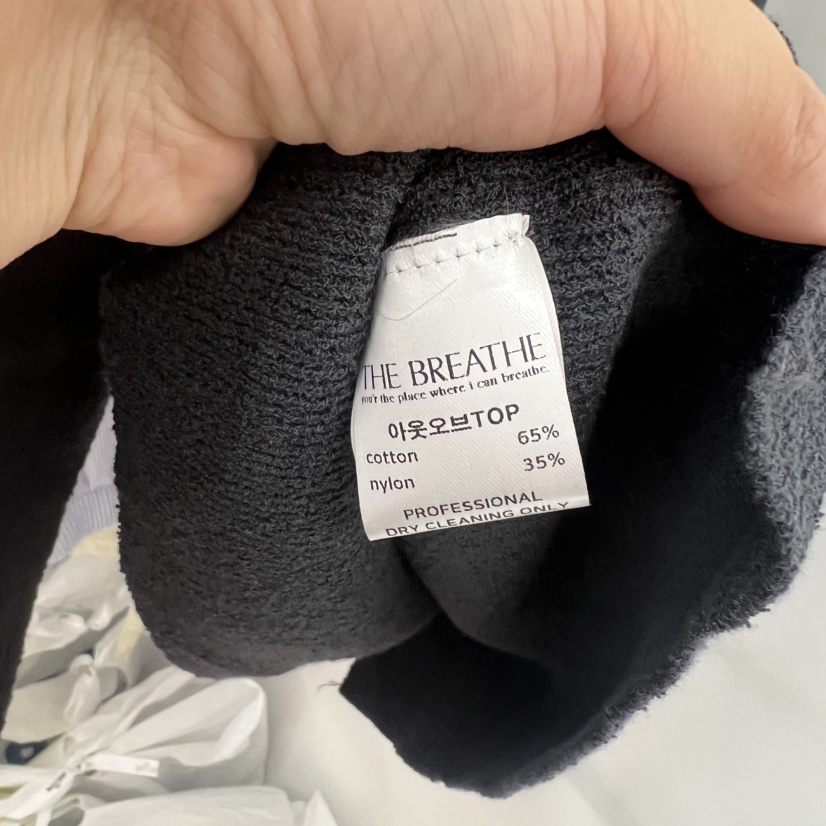 THE BREATHE
you'r the place where i can breathe.
아웃오브TOP
cotton 65%
nylon 35%
PROFESSIONAL
DRY CLEANING ONLY